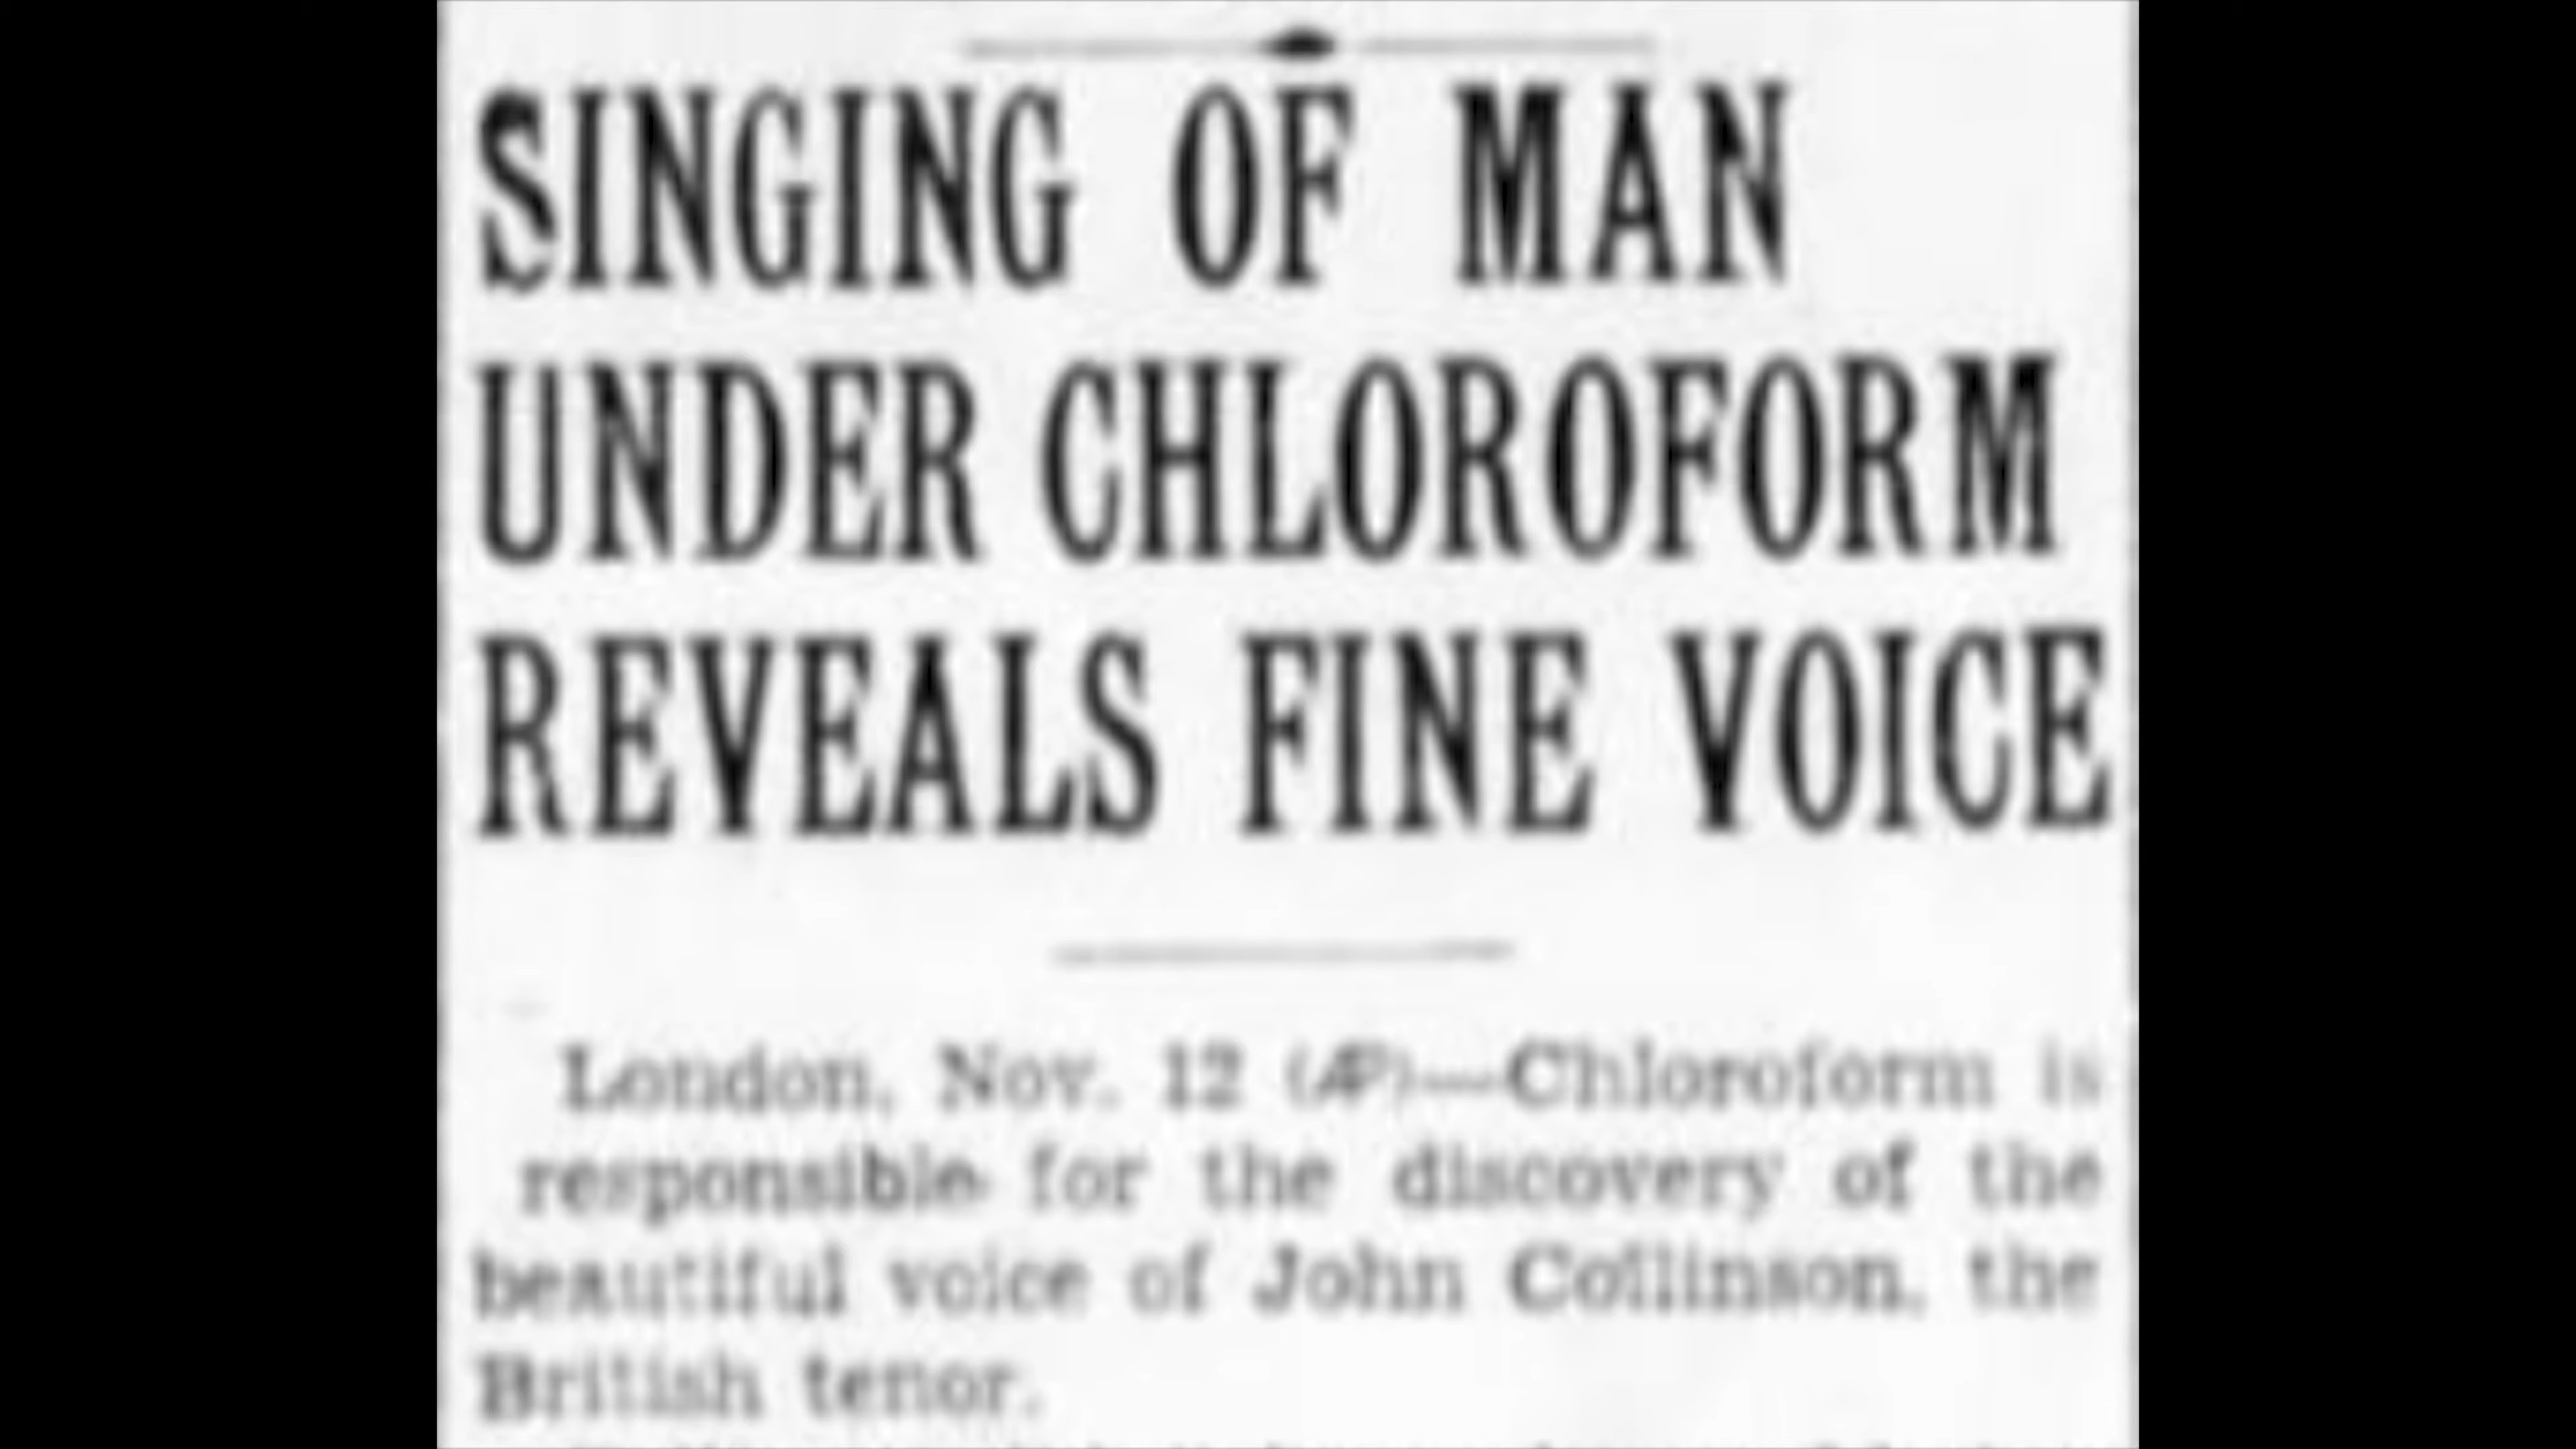 SINGING OF MAN
UNDER CHLOROFORM
REVEALS FINE VOICE
London, Nov. 12 (AP)—Chloroform is
responsible for the discovery of the
beautiful voice of John Collinson, the
British tenor.